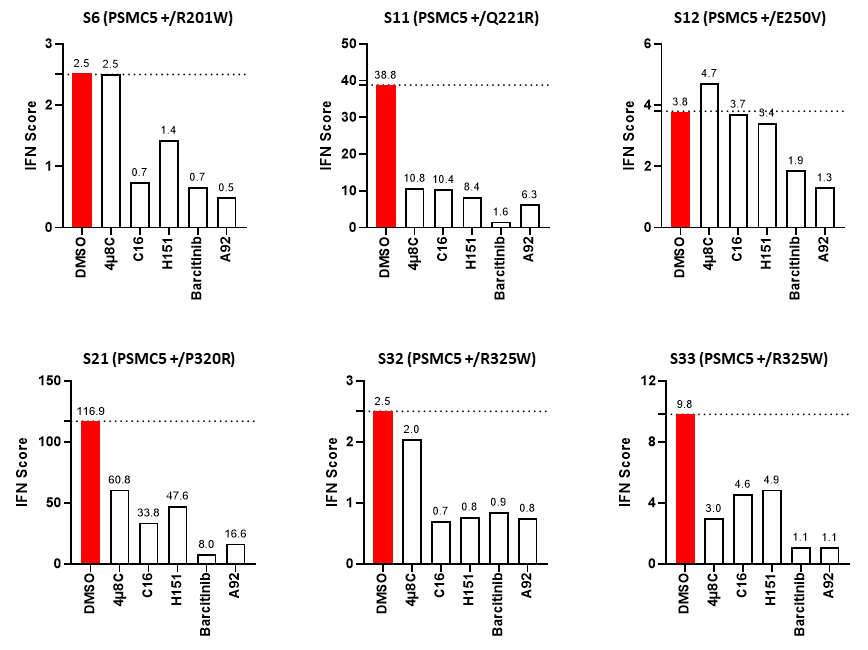 S6 (PSMC5 +/R201W)
IFN Score
3
2
1
0
2.5
2.5
0.7
1.4
0.7
0.5
DMSO
4µ8C
C16
H151
Barcitinib
A92
S11 (PSMC5 +/Q221R)
IFN Score
50
40
30
20
10
0
38.8
10.8
10.4
8.4
1.6
6.3
DMSO
4µ8C
C16
H151
Barcitinib
A92
S12 (PSMC5 +/E250V)
IFN Score
6
4
2
0
3.8
4.7
3.7
3.4
1.9
1.3
DMSO
4µ8C
C16
H151
Barcitinib
A92
S21 (PSMC5 +/P320R)
IFN Score
150
100
50
0
116.9
60.8
33.8
47.6
8.0
16.6
DMSO
4µ8C
C16
H151
Barcitinib
A92
S32 (PSMC5 +/R325W)
IFN Score
3
2
1
0
2.5
2.0
0.7
0.8
0.9
0.8
DMSO
4µ8C
C16
H151
Barcitinib
A92
S33 (PSMC5 +/R325W)
IFN Score
12
8
4
0
9.8
3.0
4.6
4.9
1.1
1.1
DMSO
4µ8C
C16
H151
Barcitinib
A92